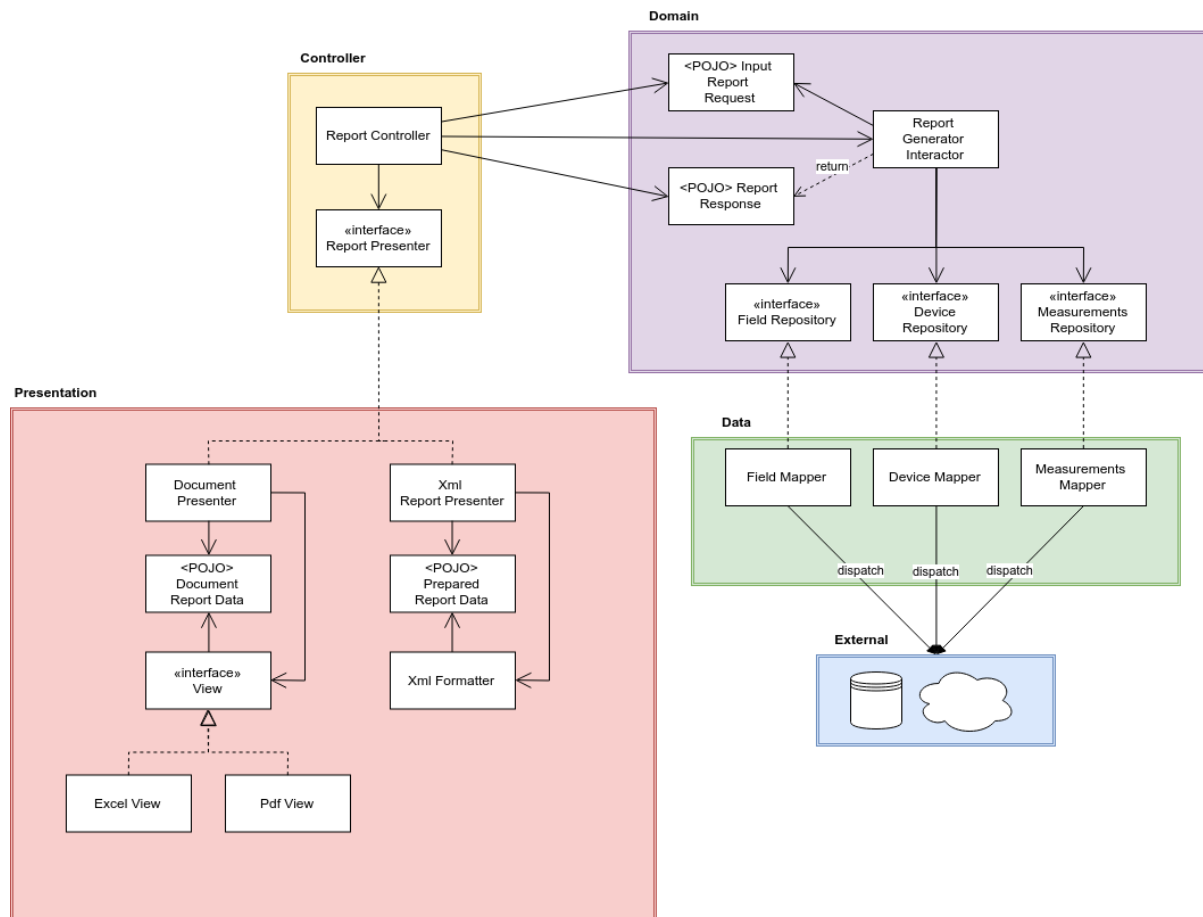 Domain
Controller
<POJO> Input
Report
Request
Report Controller
Report
Generator
Interactor
return
<POJO> Report
Response
«interface»
Report Presenter
«interface»
Field Repository
«interface»
Device
Repository
«interface»
Measurements
Repository
Presentation
Data
Document
Presenter
Xml
Report Presenter
Field Mapper
Device Mapper
Measurements
Mapper
<POJO>
Document
Report Data
<POJO>
Prepared
Report Data
dispatch
dispatch
dispatch
External
«interface»
View
Xml Formatter
Excel View
Pdf View